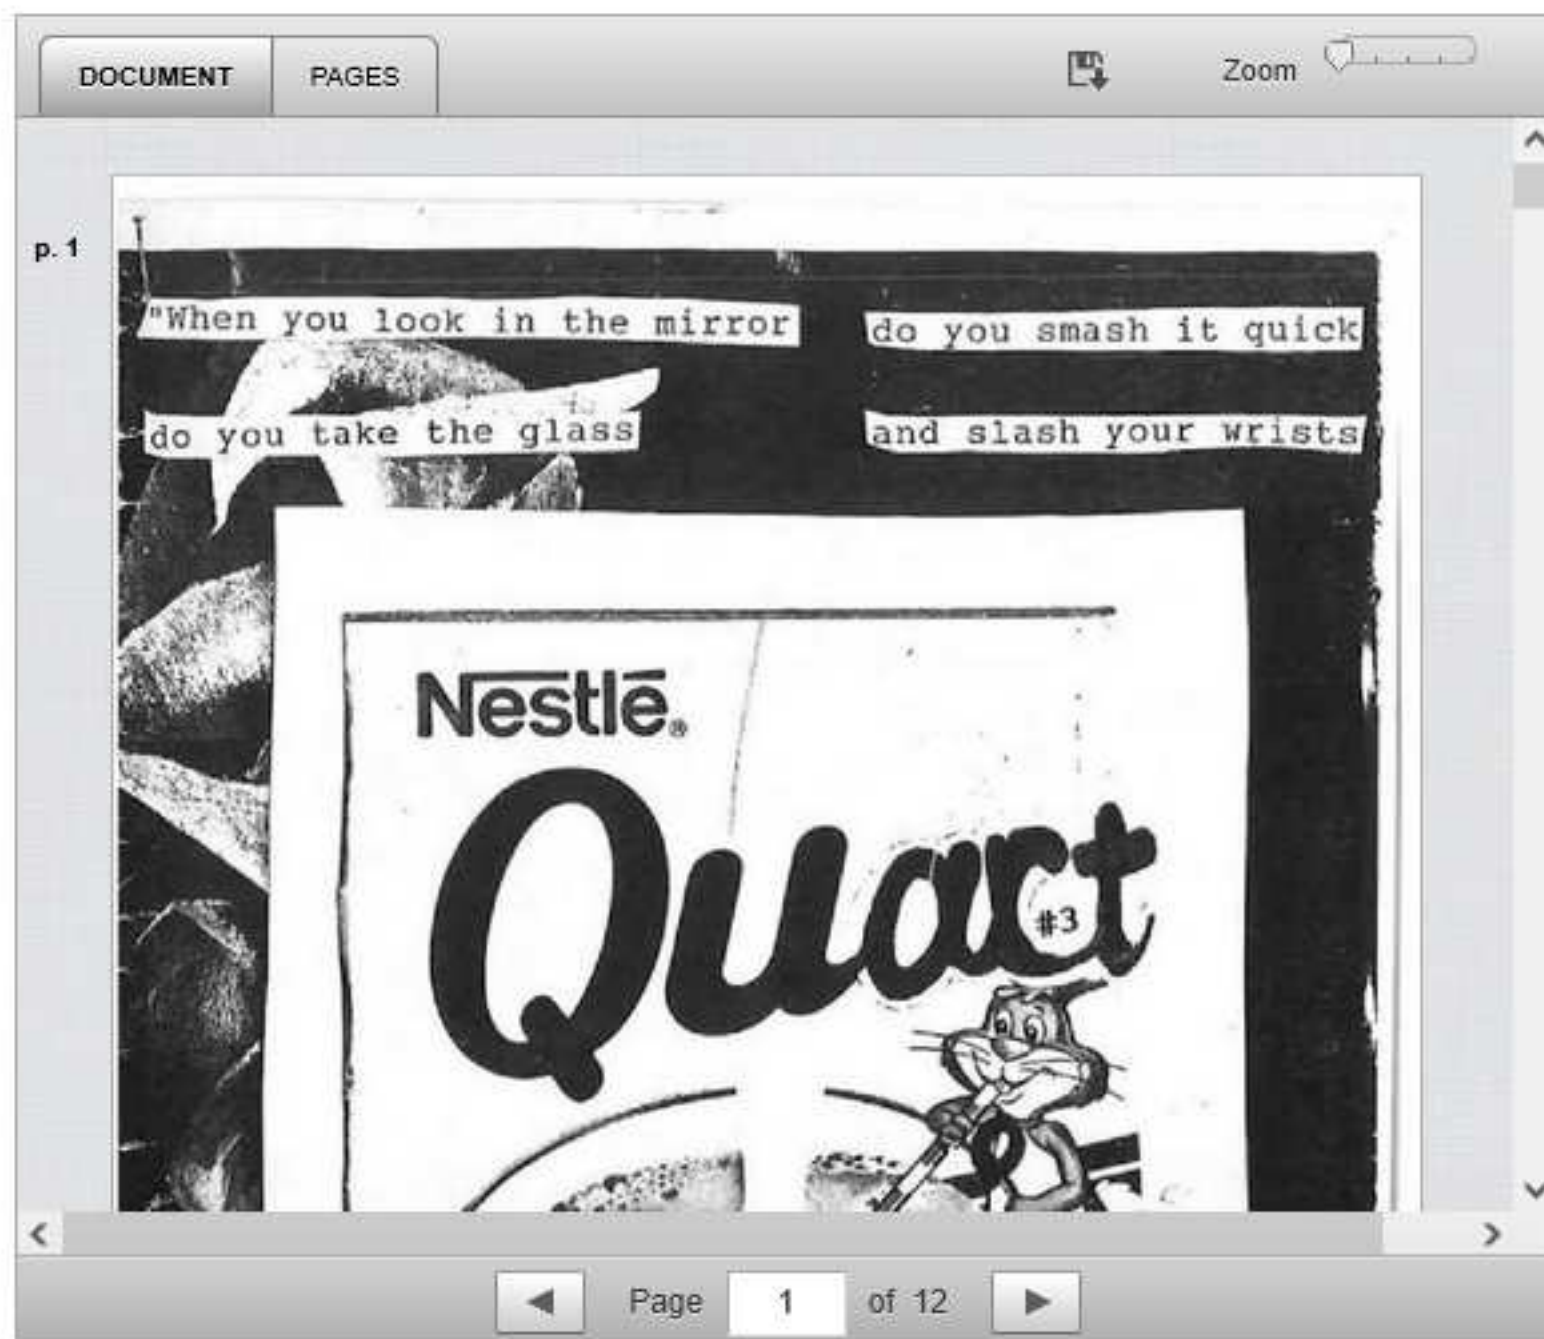 DOCUMENT PAGES Zoom
p. 1
"When you look in the mirror do you smash it quick
do you take the glass and slash your wrists
Nestlé®
Quact
#3
Page 1 of 12